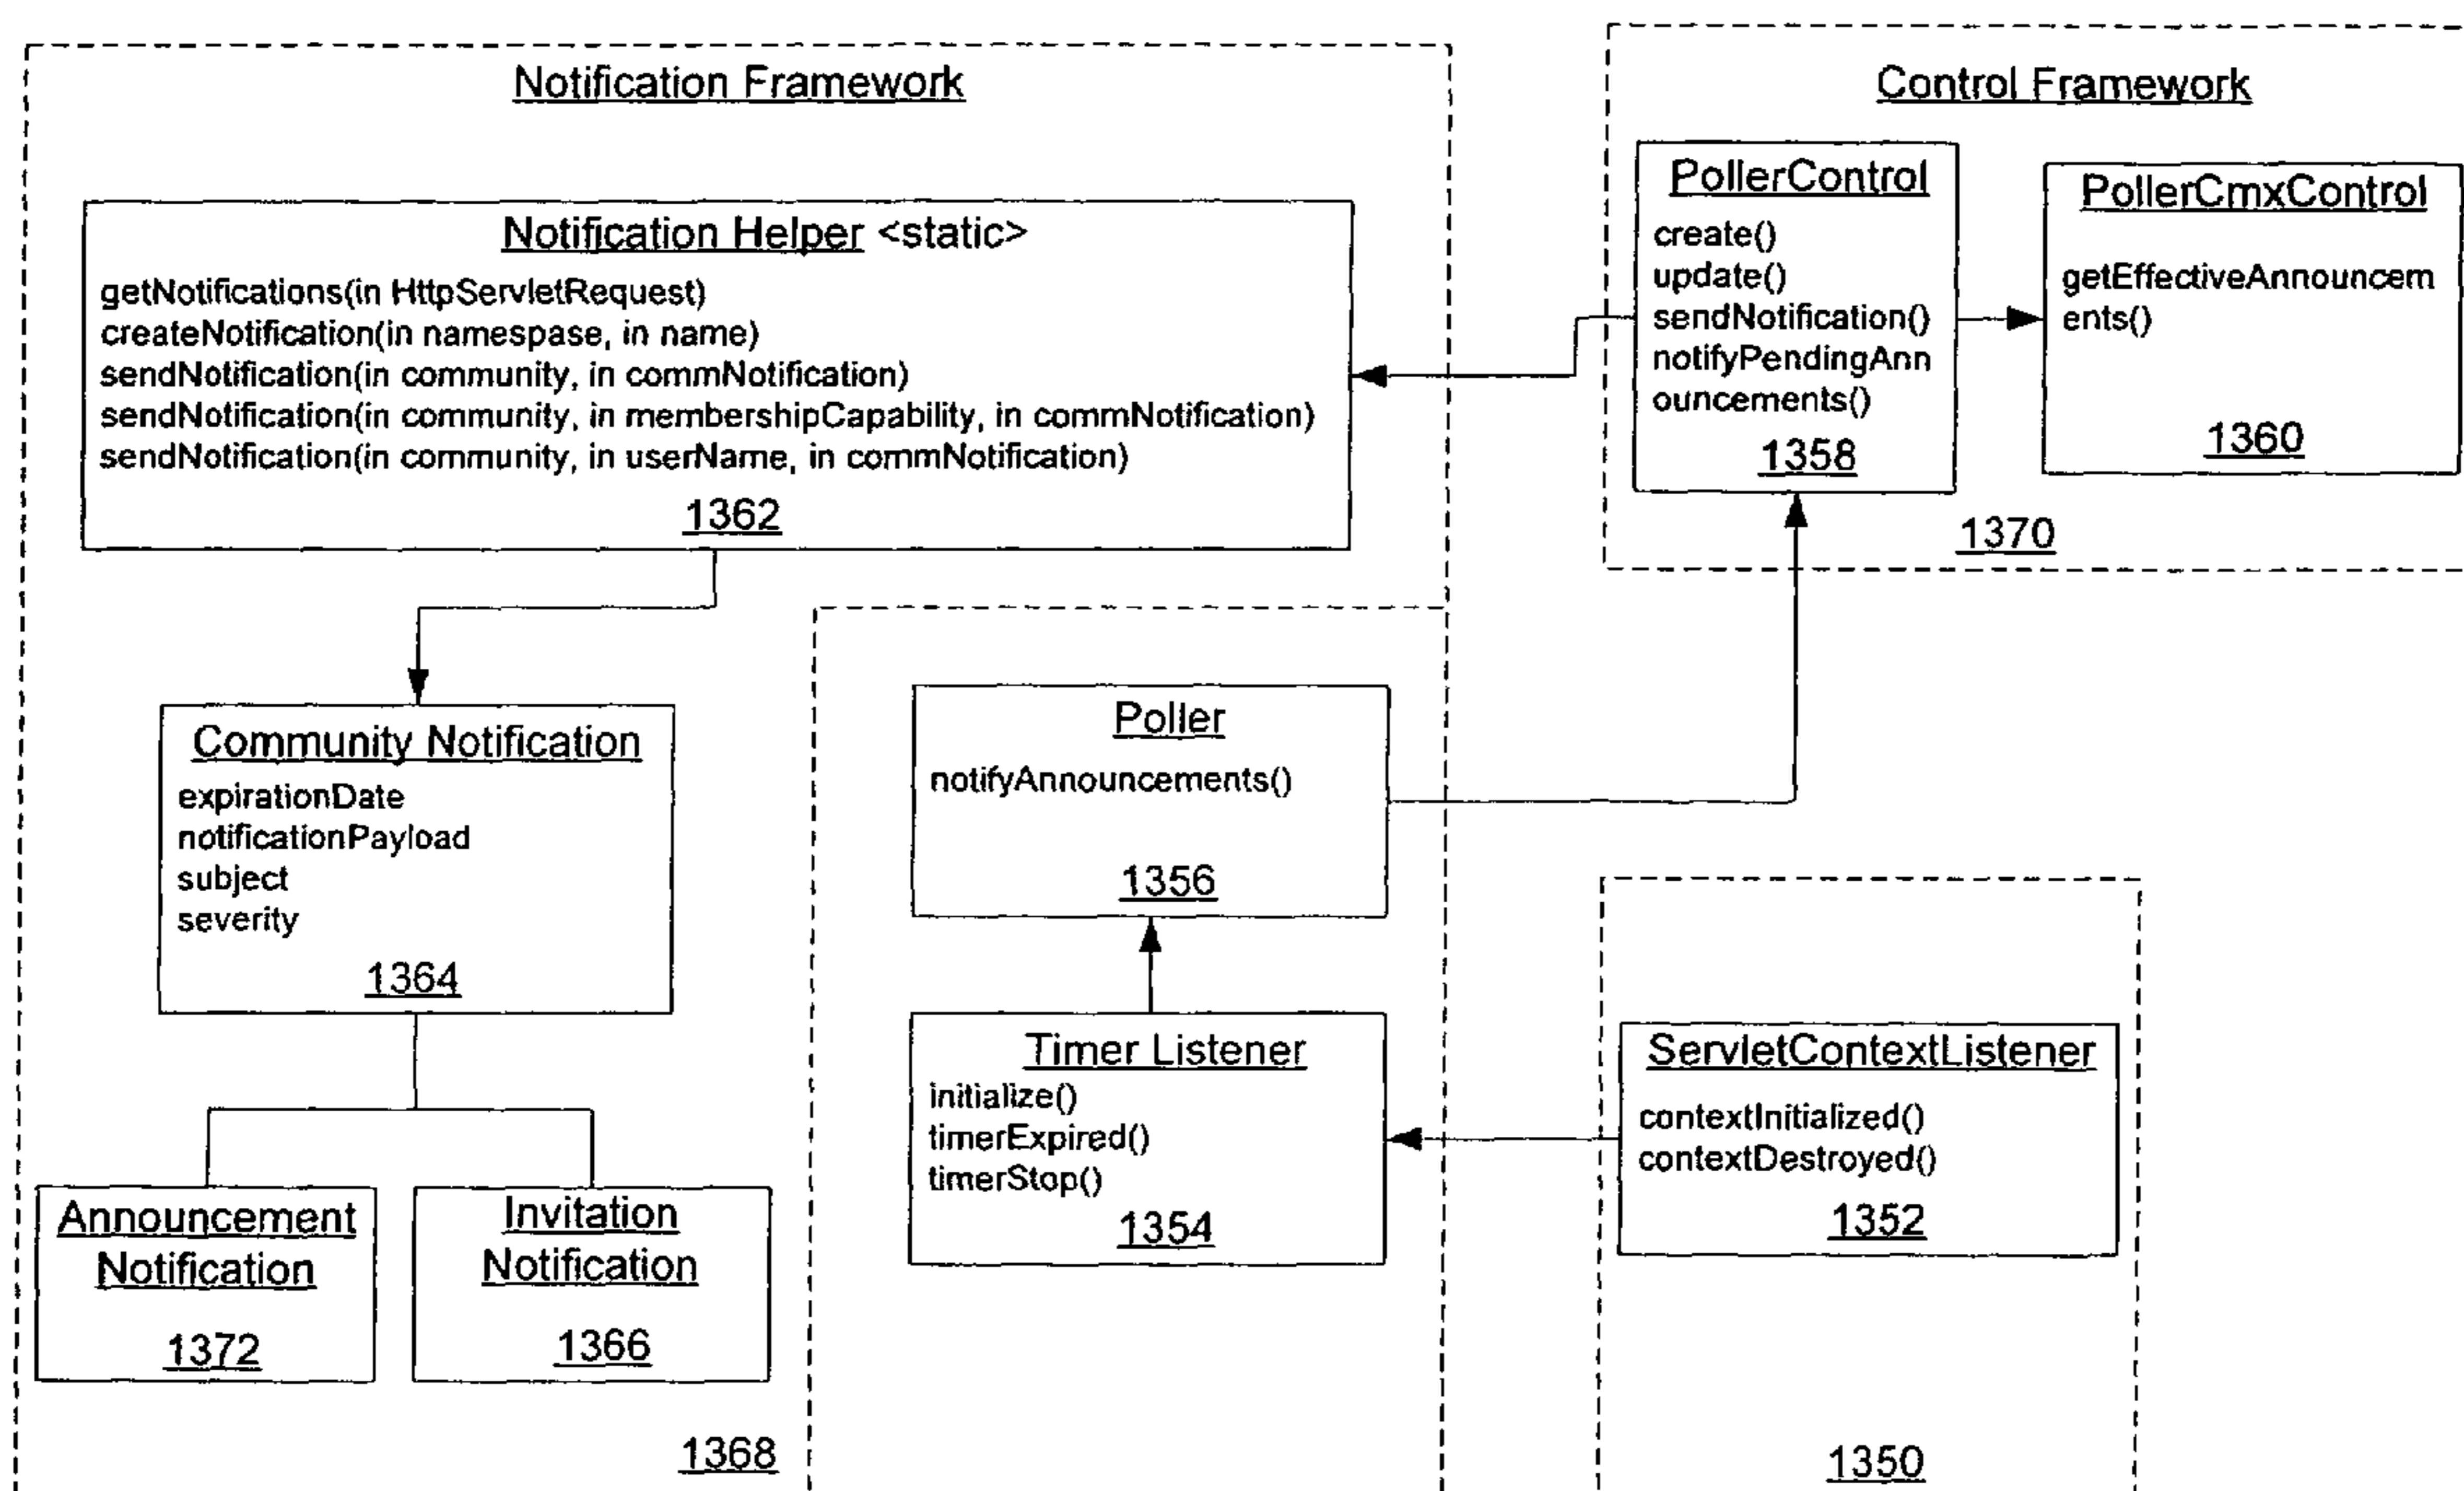 Notification Framework
Notification Helper <static>
getNotifications(in HttpServletRequest)
createNotification(in namespase, in name)
sendNotification(in community, in commNotification)
sendNotification(in community, in membershipCapability, in commNotification)
sendNotification(in community, in userName, in commNotification)
1362
Control Framework
PollerControl
create()
update()
sendNotification()
notifyPendingAnn
ouncements()
1358
PollerCmxControl
getEffectiveAnnouncem
ents()
1360
1370
Community Notification
expirationDate
notificationPayload
subject
severity
1364
Poller
notifyAnnouncements()
1356
Timer Listener
initialize()
timerExpired()
timerStop()
1354
ServletContextListener
contextInitialized()
contextDestroyed()
1352
Announcement
Notification
1372
Invitation
Notification
1366
1368
1350